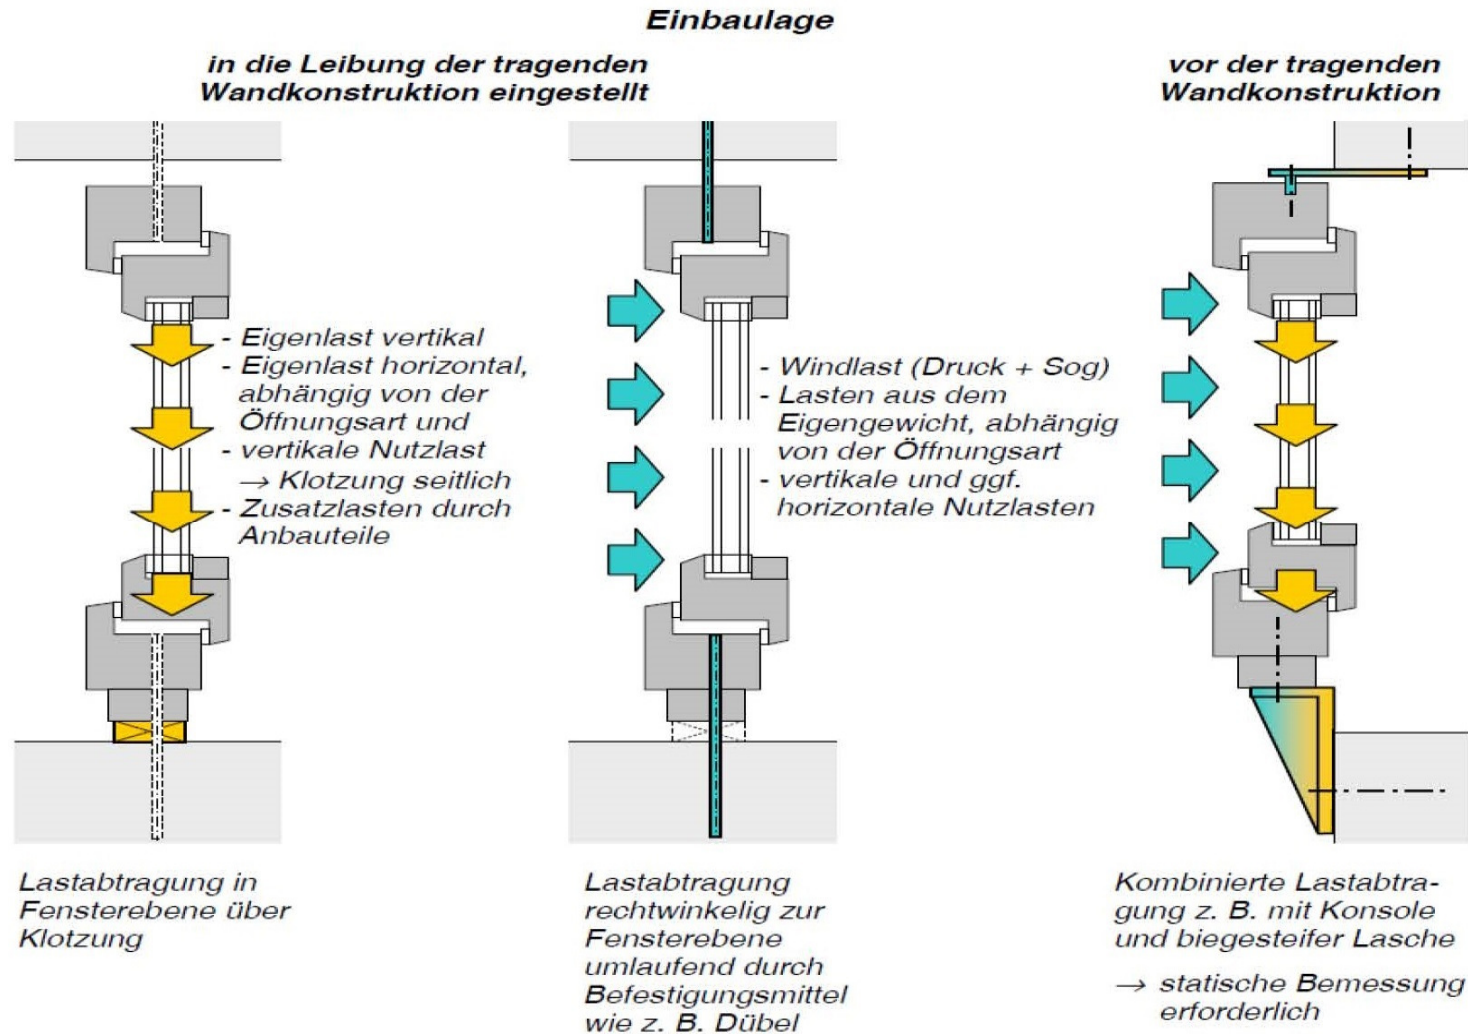 Einbaulage
in die Leibung der tragenden
Wandkonstruktion eingestellt
vor der tragenden
Wandkonstruktion
- Eigenlast vertikal
- Eigenlast horizontal,
abhängig von der
Öffnungsart und
- vertikale Nutzlast
→ Klotzung seitlich
- Zusatzlasten durch
Anbauteile
- Windlast (Druck + Sog)
- Lasten aus dem
Eigengewicht, abhängig
von der Öffnungsart
- vertikale und ggf.
horizontale Nutzlasten
Lastabtragung in
Fensterebene über
Klotzung
Lastabtragung
rechtwinkelig zur
Fensterebene
umlaufend durch
Befestigungsmittel
wie z. B. Dübel
Kombinierte Lastabtra-
gung z. B. mit Konsole
und biegesteifer Lasche
→ statische Bemessung
erforderlich